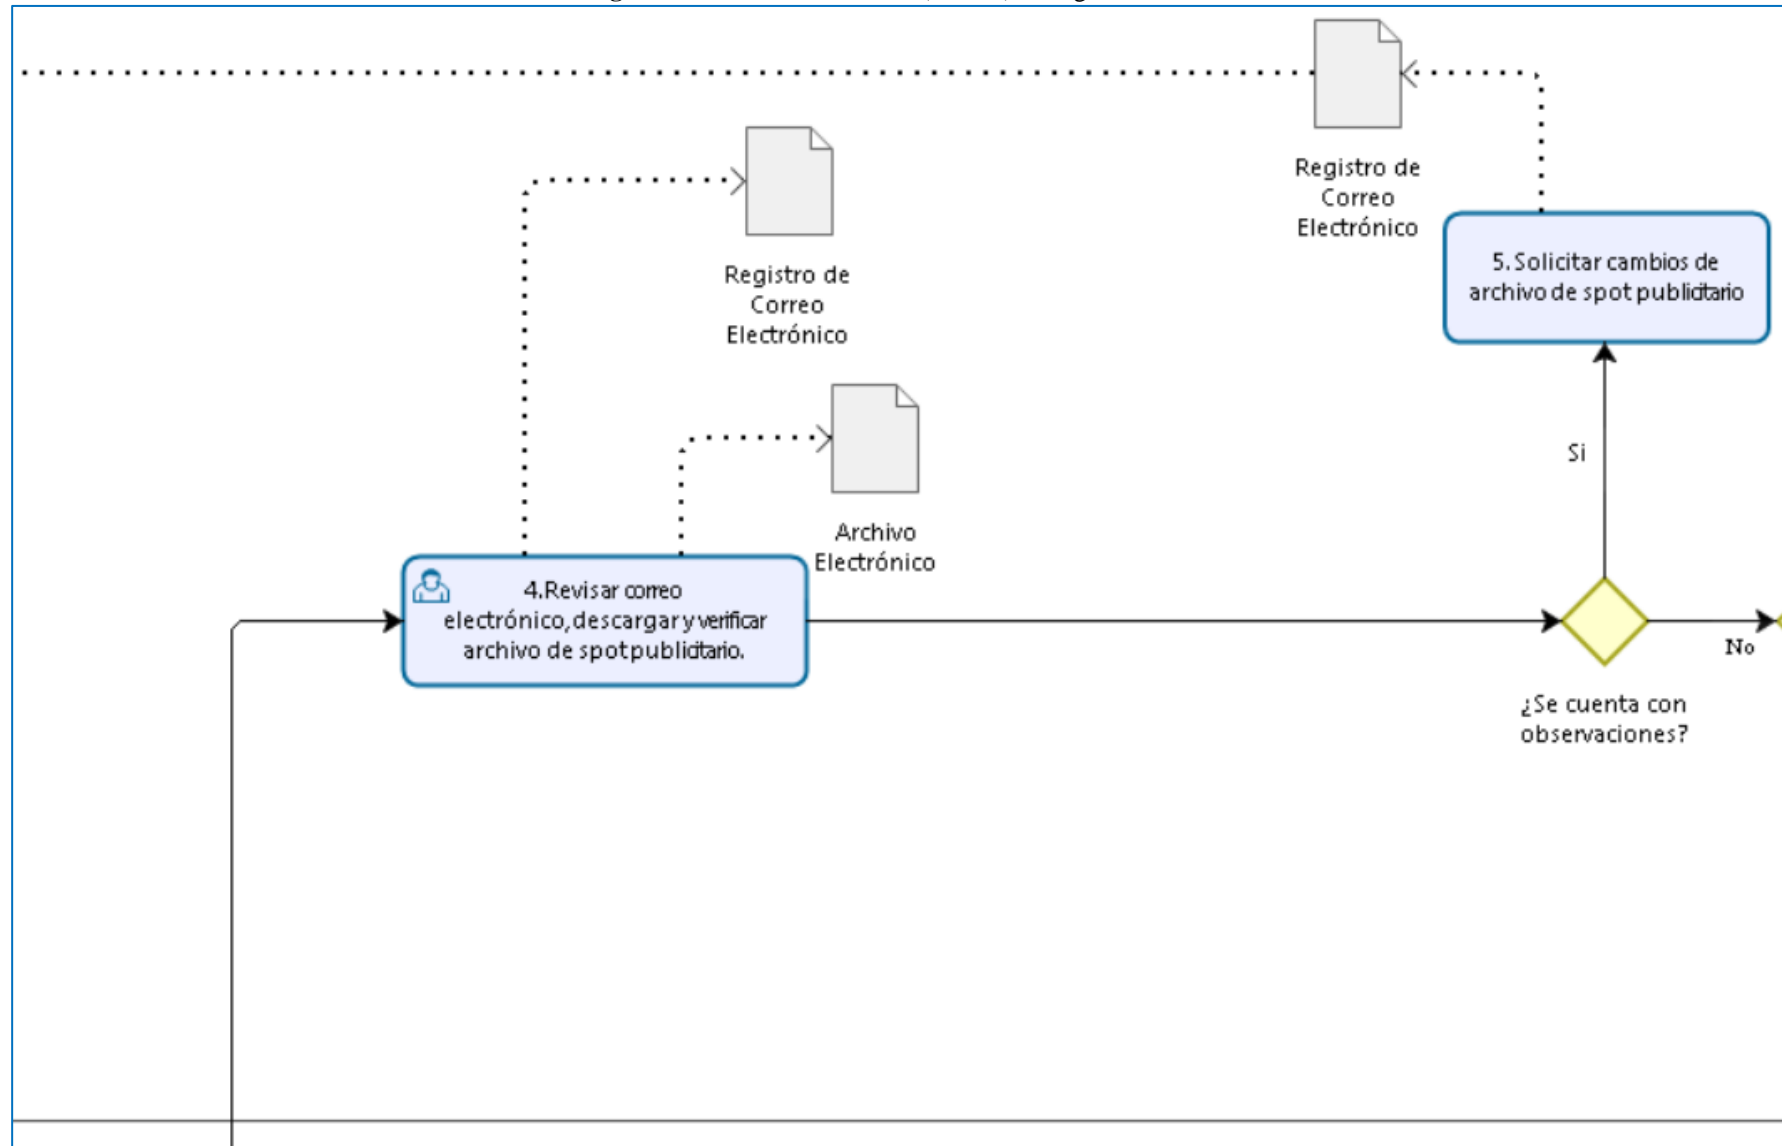 Registro de
Correo
Electrónico
5. Solicitar cambios de
archivo de spot publicitario
Registro de
Correo
Electrónico
Si
Archivo
Electrónico
4.Revisar correo
electrónico, descargar y verificar
archivo de spot publicitario.
No
¿Se cuenta con
observaciones?